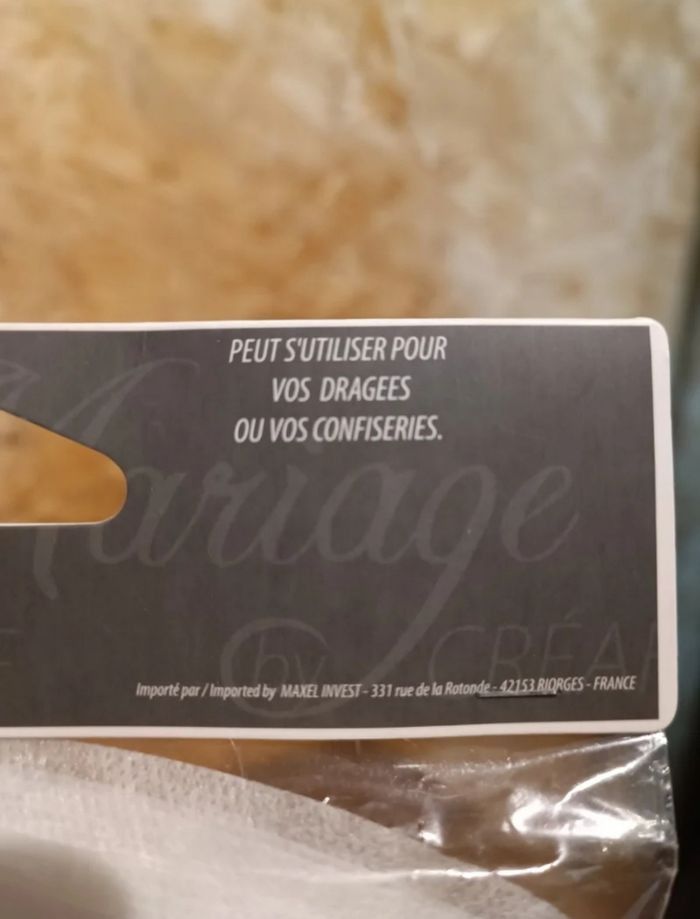 PEUT S'UTILISER POUR
VOS DRAGEES
OU VOS CONFISERIES.
Mariage
by CRÉA
Importé par / Imported by MAXEL INVEST - 331 rue de la Rotonde - 42153 RIORGES - FRANCE